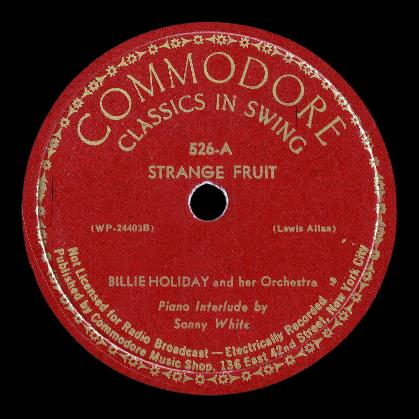 COMMODORE
CLASSICS IN SWING
526-A
STRANGE FRUIT
(WP-24403B)
(Lewis Allan)
BILLIE HOLIDAY and her Orchestra
Piano Interlude by
Sonny White
Not Licensed for Radio Broadcast — Electrically Recorded
Published by Commodore Music Shop, 136 East 42nd Street, New York City